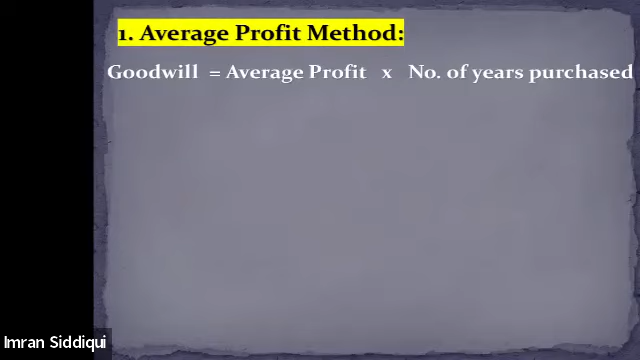 1. Average Profit Method:
Goodwill = Average Profit x No. of years purchased
Imran Siddiqui